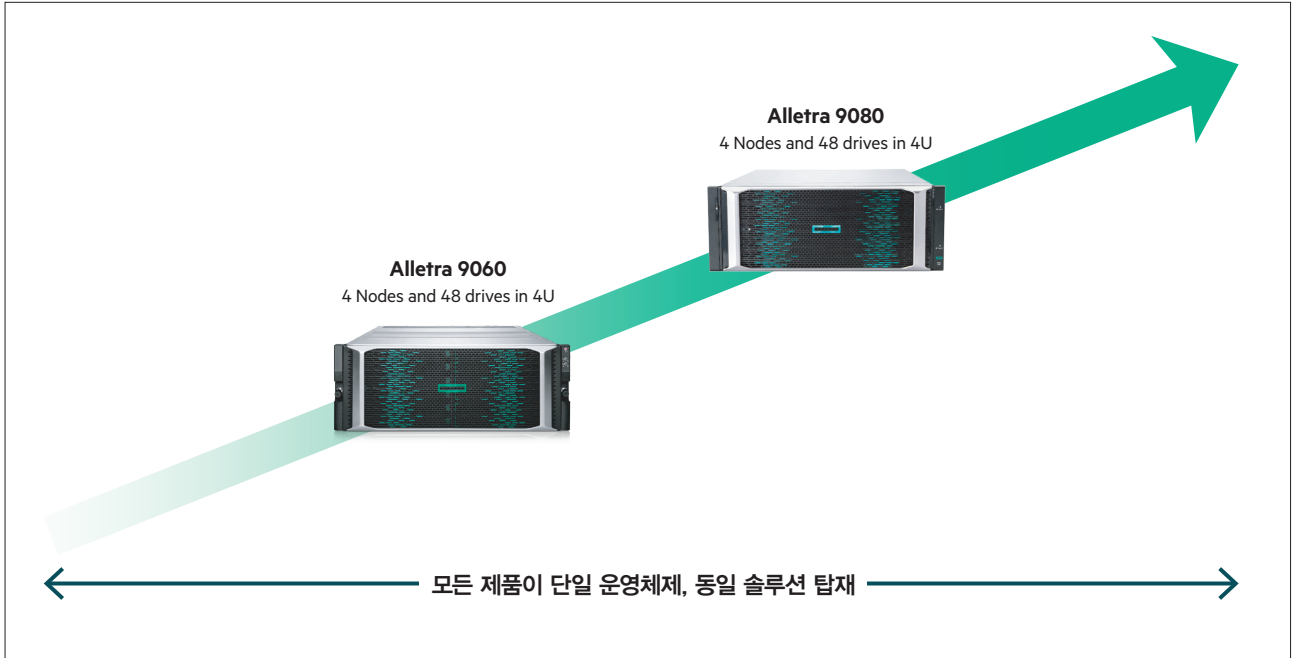 Alletra 9080
4 Nodes and 48 drives in 4U
Alletra 9060
4 Nodes and 48 drives in 4U
모든 제품이 단일 운영체제, 동일 솔루션 탑재